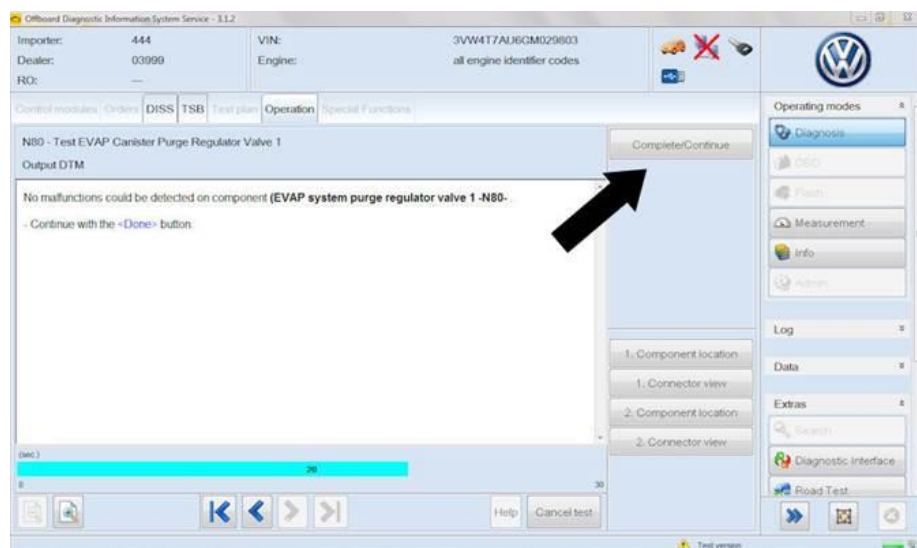 Offboard Diagnostic Information System Service - 3.1.2
Importer: 444 VIN: 3VW4T7AU6GM029803
Dealer: 03999 Engine: all engine identifier codes
RO: ---
Control modules Orders DISS TSB Test plan Operation Special Functions
N80 - Test EVAP Canister Purge Regulator Valve 1
Output DTM
Complete/Continue
No malfunctions could be detected on component (EVAP system purge regulator valve 1 -N80-
- Continue with the <Done> button.
1. Component location
1. Connector view
2. Component location
2. Connector view
(sec.)
20
0 30
Help Cancel test
Operating modes
Diagnosis
OBD
Flash
Measurement
Info
Admin
Log
Data
Extras
Search
Diagnostic Interface
Road Test
Test version